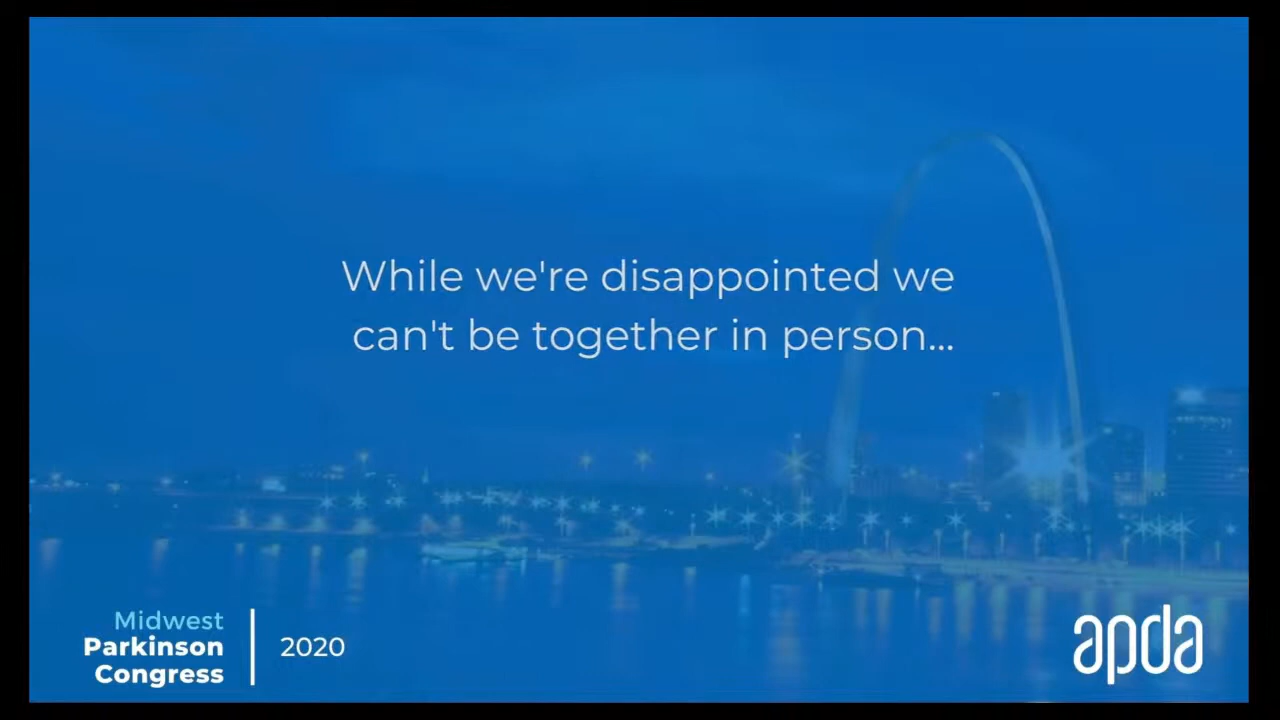 While we're disappointed we
can't be together in person...
Midwest
Parkinson
Congress
2020
apda